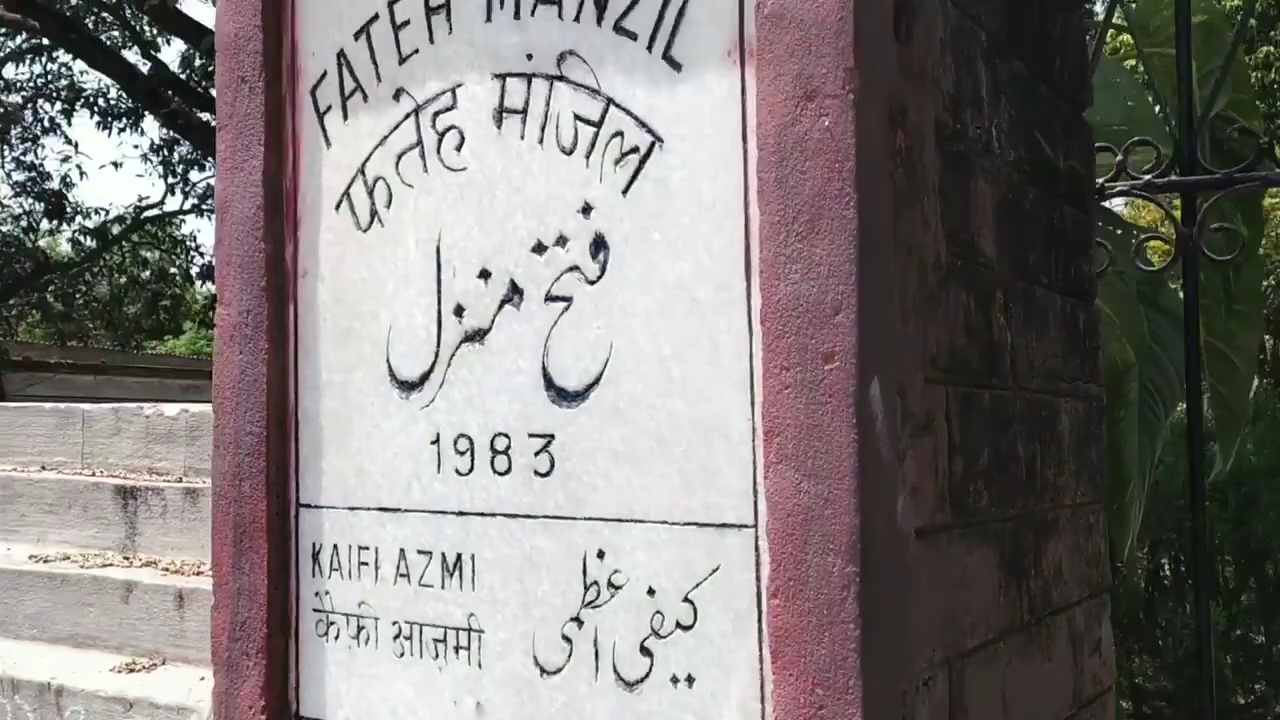 FATEH MANZIL
फतेह मंजिल
فتح منزل
1983
KAIFI AZMI
कैफ़ी आज़मी
کیفی اعظمی